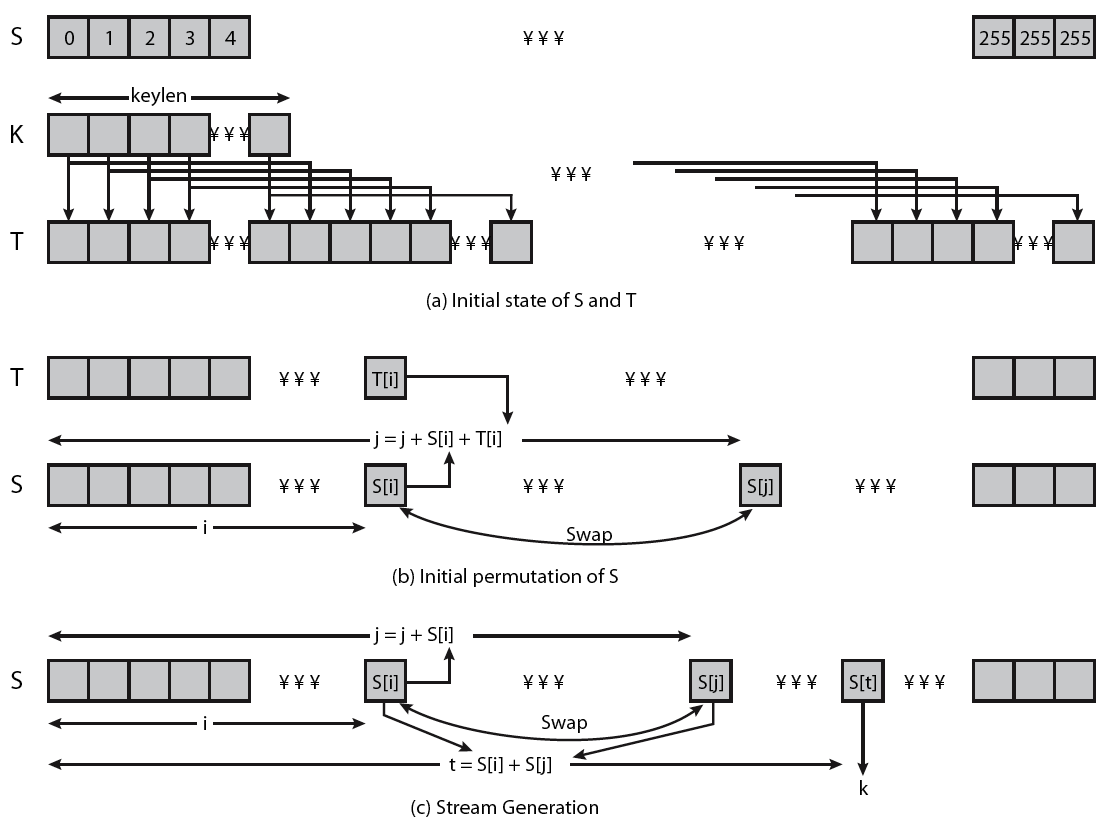 S 0 1 2 3 4 ¥ ¥ ¥ 255 255 255
keylen
K ¥ ¥ ¥
¥ ¥ ¥
T ¥ ¥ ¥ ¥ ¥ ¥ ¥ ¥ ¥ ¥ ¥ ¥
(a) Initial state of S and T
T ¥ ¥ ¥ T[i] ¥ ¥ ¥
j = j + S[i] + T[i]
S ¥ ¥ ¥ S[i] ¥ ¥ ¥ S[j] ¥ ¥ ¥
i
Swap
(b) Initial permutation of S
j = j + S[i]
S ¥ ¥ ¥ S[i] ¥ ¥ ¥ S[j] ¥ ¥ ¥ S[t] ¥ ¥ ¥
i
Swap
t = S[i] + S[j]
k
(c) Stream Generation